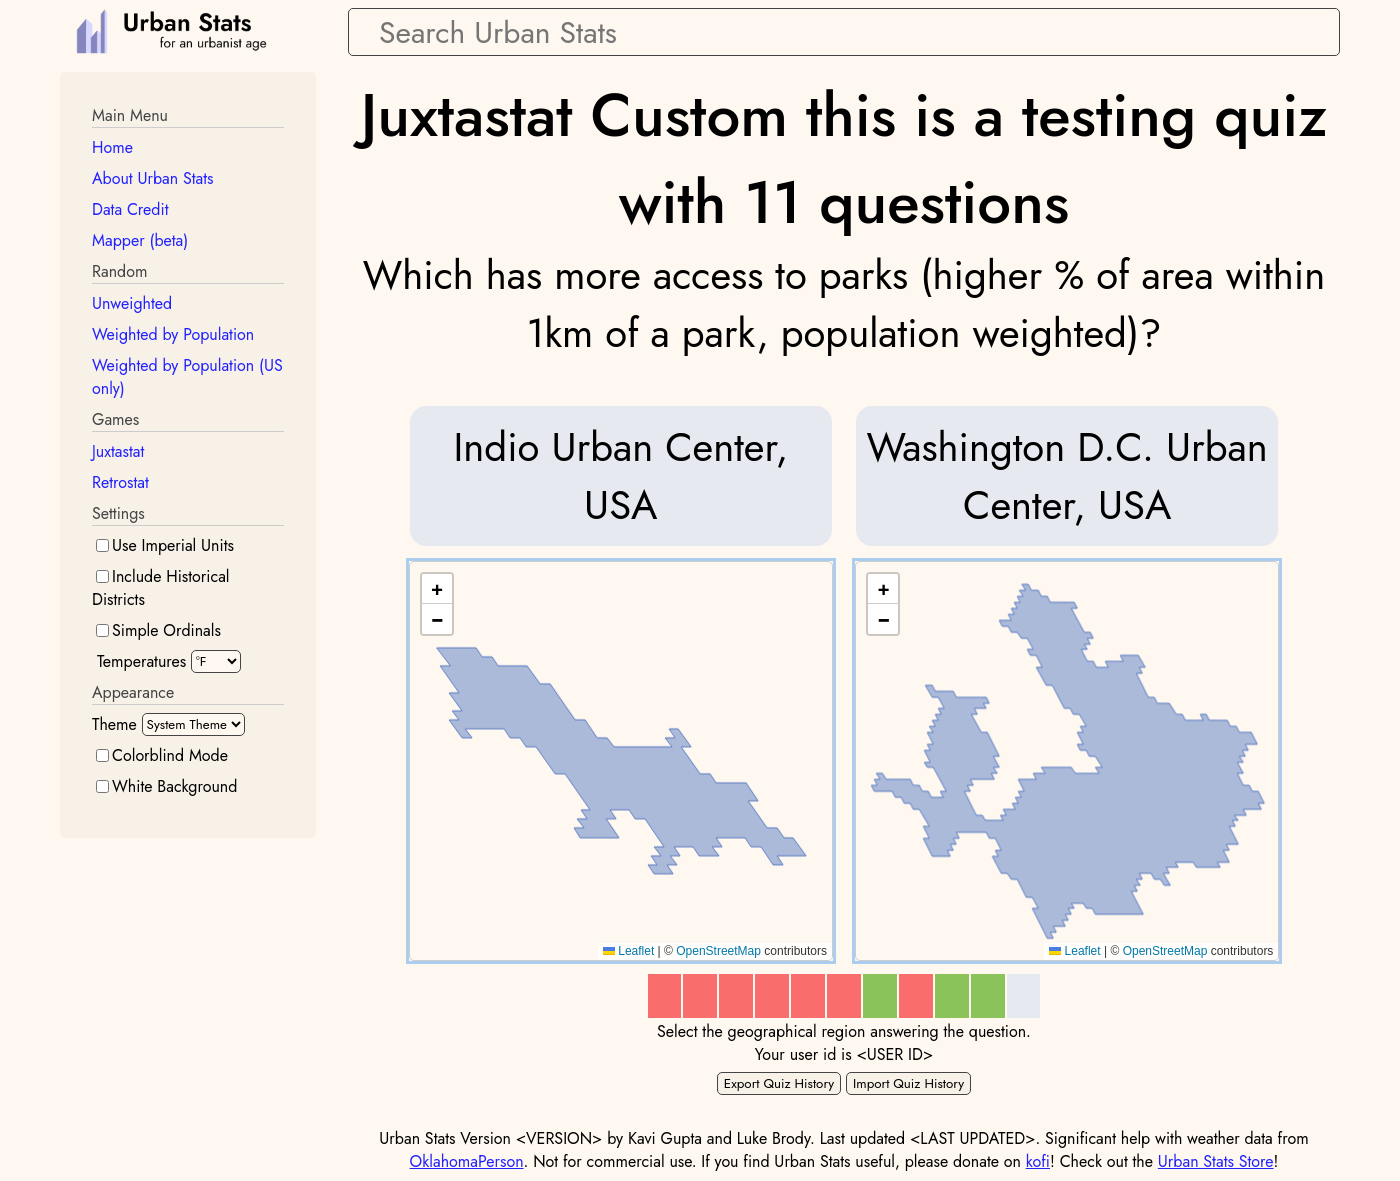 Urban Stats
for an urbanist age
Search Urban Stats
Main Menu
Home
About Urban Stats
Data Credit
Mapper (beta)
Random
Unweighted
Weighted by Population
Weighted by Population (US
only)
Games
Juxtastat
Retrostat
Settings
Use Imperial Units
Include Historical
Districts
Simple Ordinals
Temperatures °F
Appearance
Theme System Theme
Colorblind Mode
White Background
Juxtastat Custom this is a testing quiz
with 11 questions
Which has more access to parks (higher % of area within
1km of a park, population weighted)?
Indio Urban Center,
USA
Washington D.C. Urban
Center, USA
+
−
Leaflet | © OpenStreetMap contributors
+
−
Leaflet | © OpenStreetMap contributors
Select the geographical region answering the question.
Your user id is <USER ID>
Export Quiz History Import Quiz History
Urban Stats Version <VERSION> by Kavi Gupta and Luke Brody. Last updated <LAST UPDATED>. Significant help with weather data from
OklahomaPerson. Not for commercial use. If you find Urban Stats useful, please donate on kofi! Check out the Urban Stats Store!